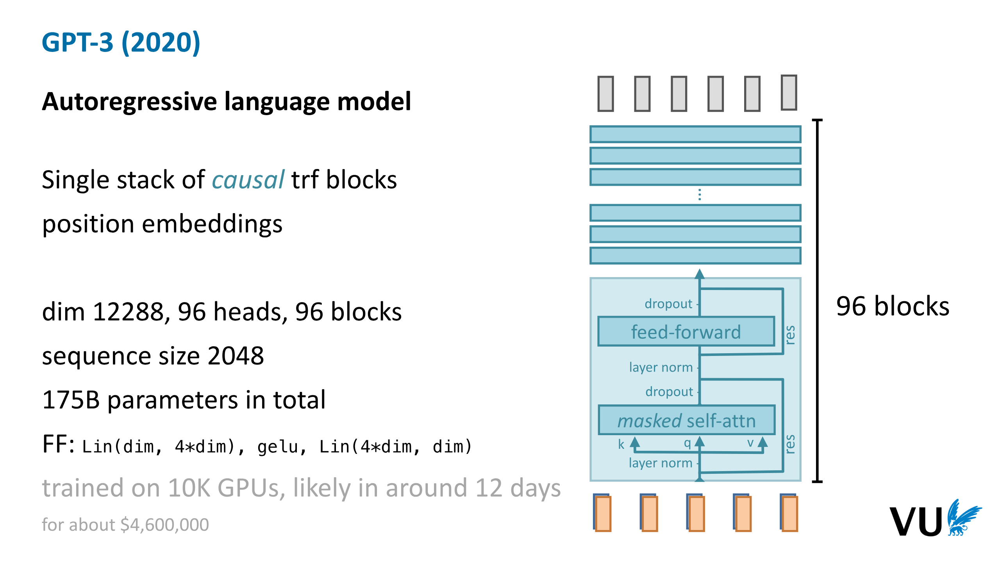 GPT-3 (2020)
Autoregressive language model
Single stack of causal trf blocks
position embeddings
dim 12288, 96 heads, 96 blocks
sequence size 2048
175B parameters in total
FF: Lin(dim, 4*dim), gelu, Lin(4*dim, dim)
trained on 10K GPUs, likely in around 12 days
for about $4,600,000
dropout
feed-forward
res
layer norm
dropout
masked self-attn
k q v
res
layer norm
96 blocks
VU